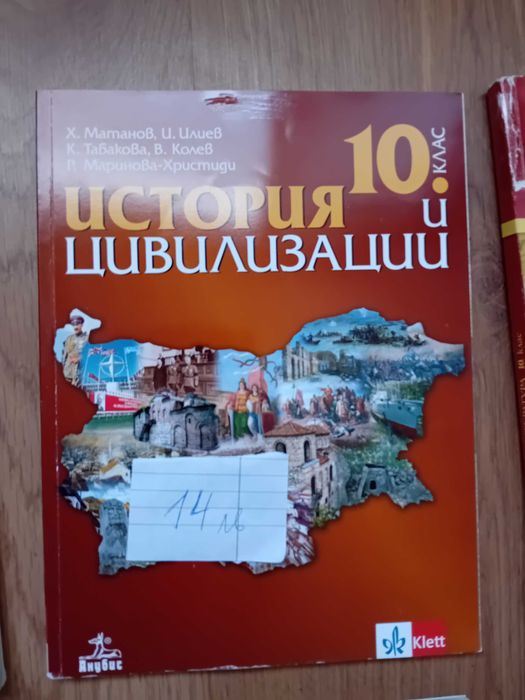 Х. Матанов, И. Илиев
К. Табакова, В. Колев
Р. Маринова-Христиди
10. КЛАС
ИСТОРИЯ И
ЦИВИЛИЗАЦИИ
14 лв
Анубис
Klett